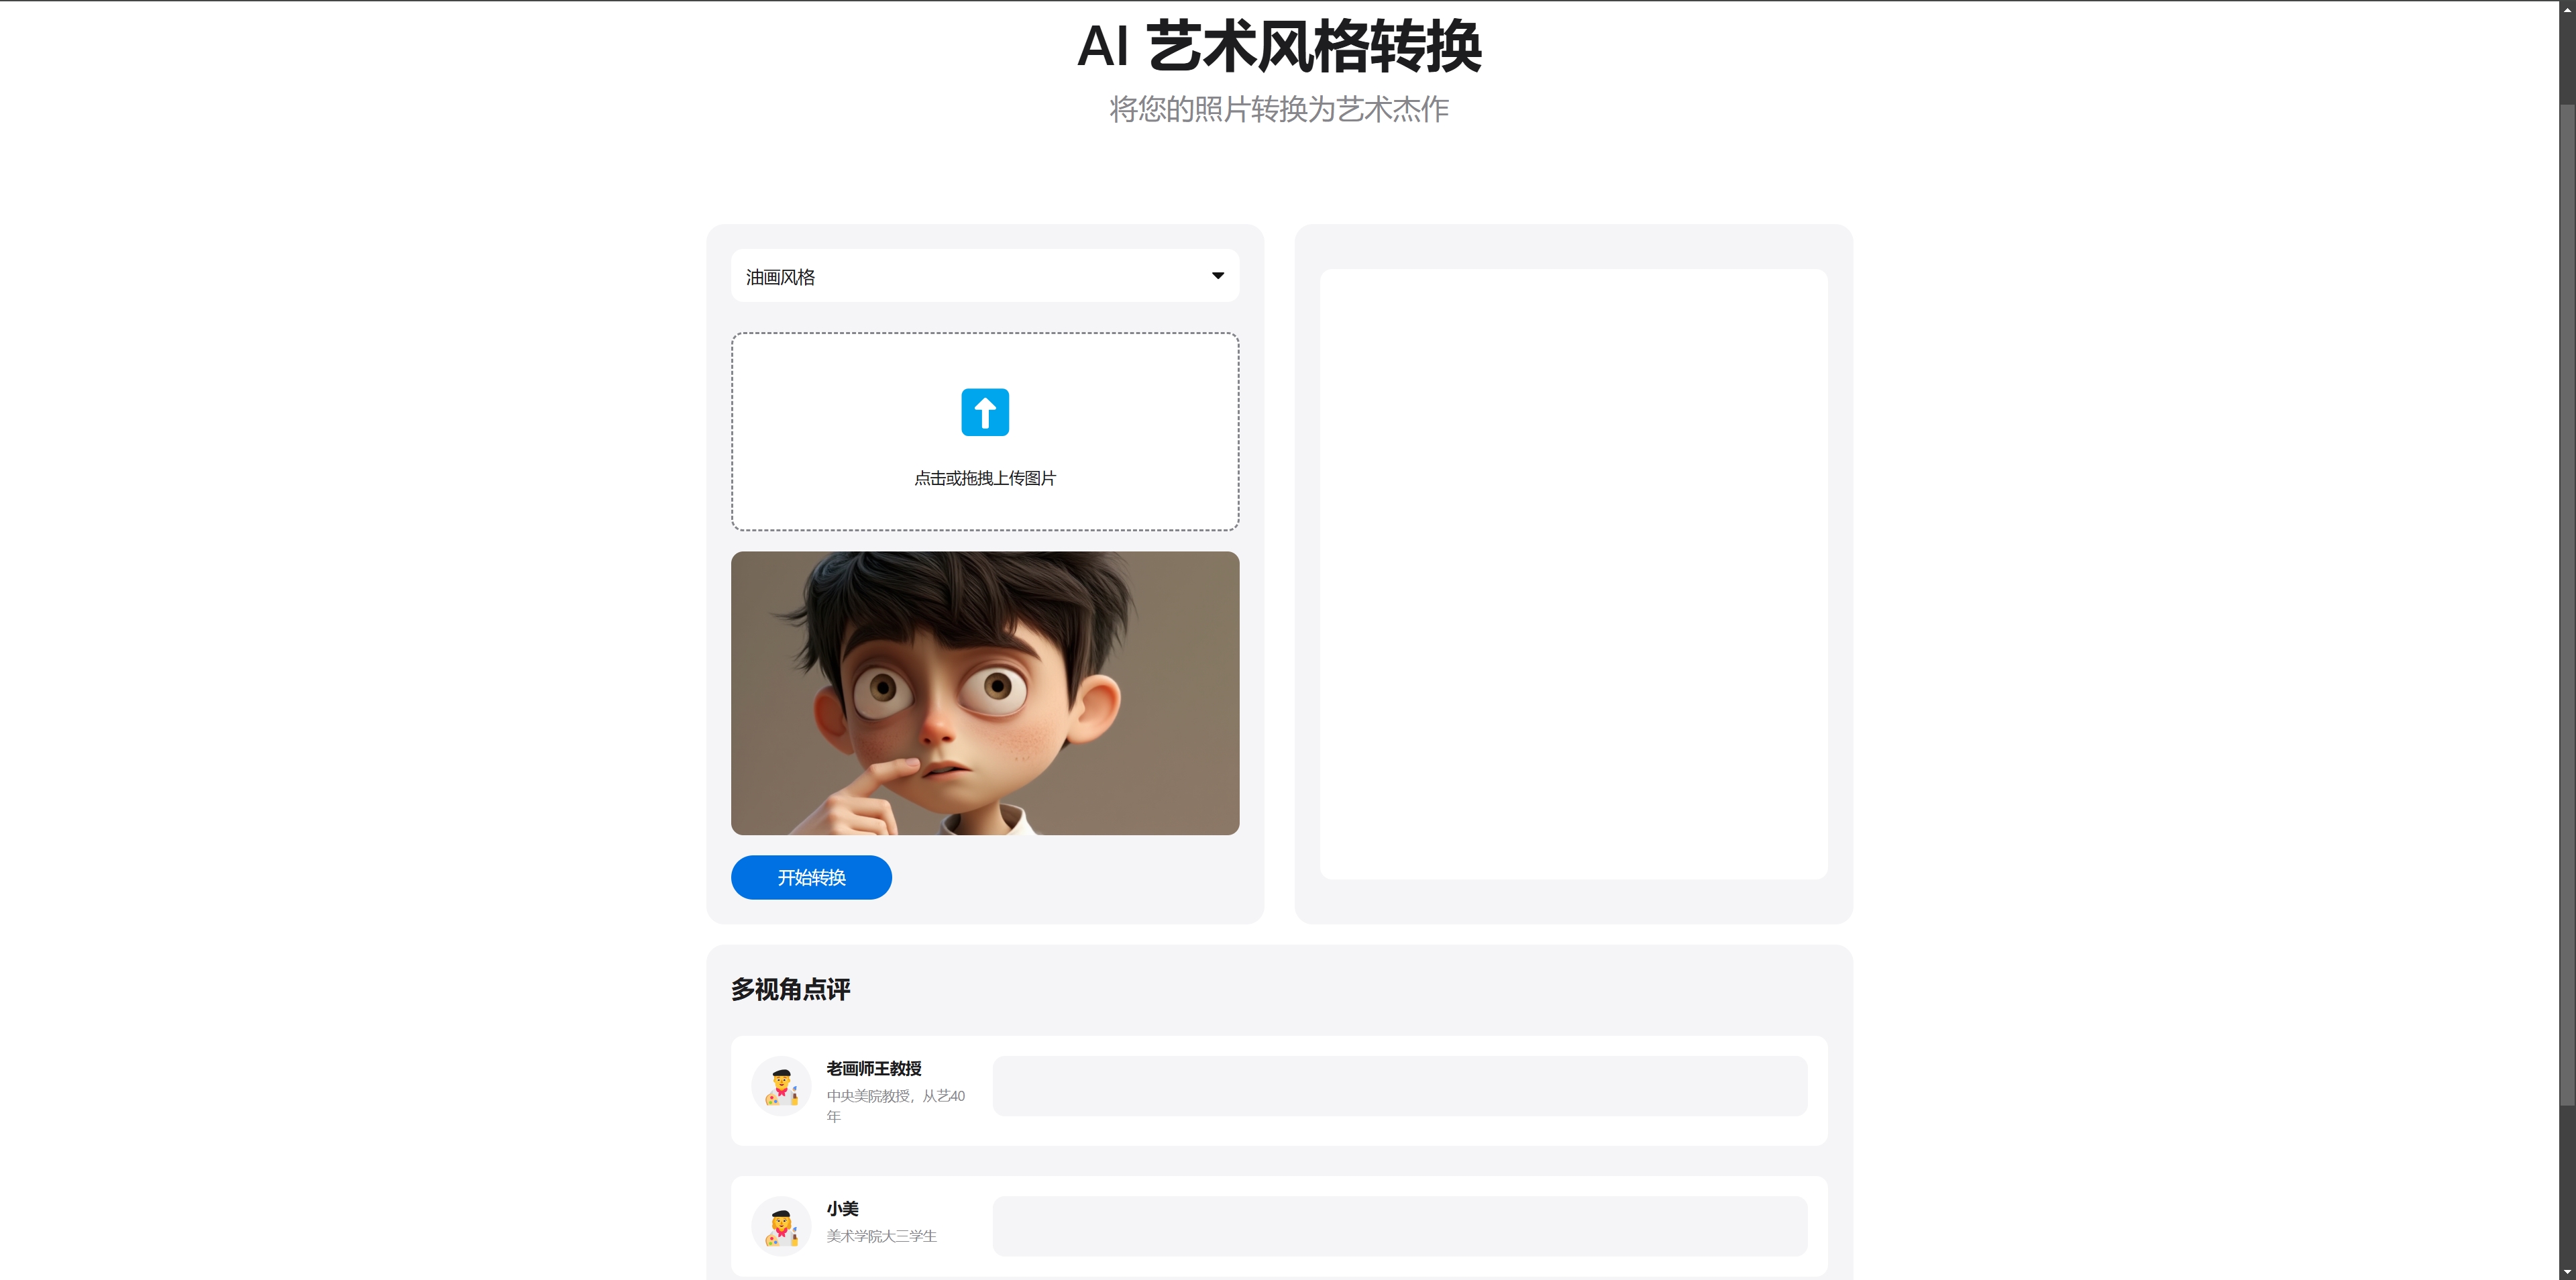 AI 艺术风格转换
将您的照片转换为艺术杰作
油画风格
点击或拖拽上传图片
开始转换
多视角点评
老画师王教授
中央美院教授，从艺40
年
小美
美术学院大三学生